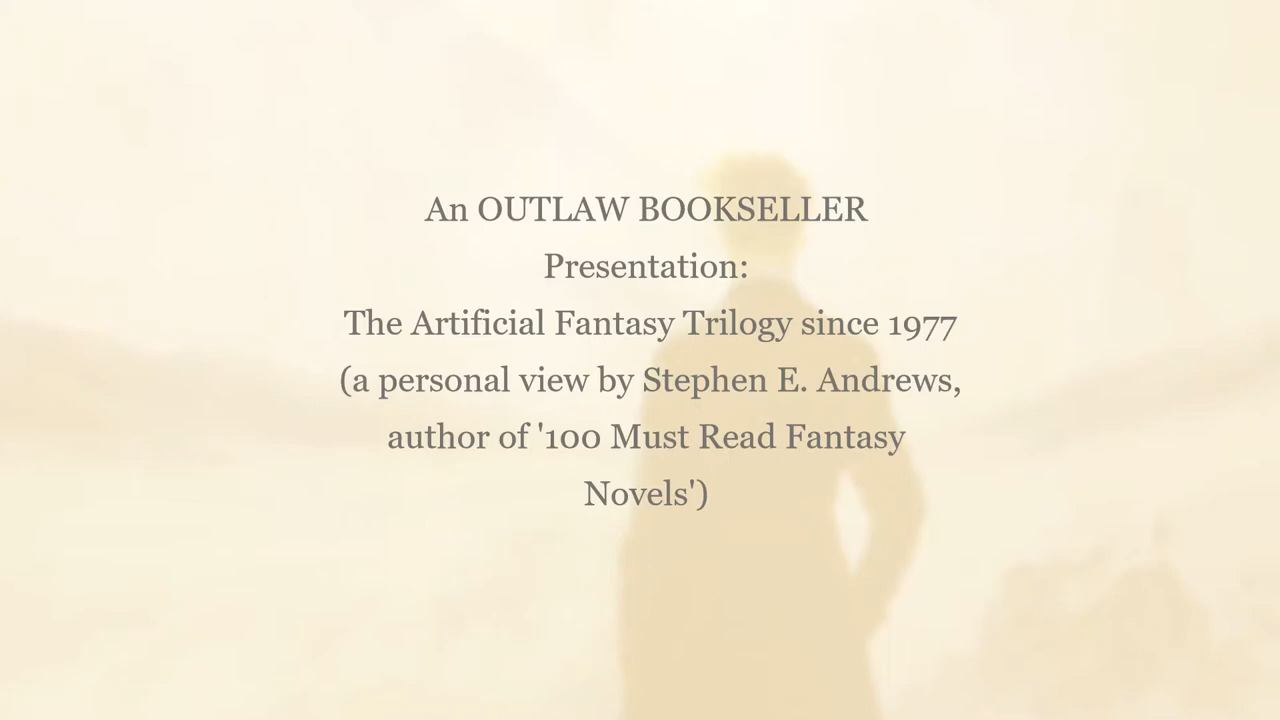 An OUTLAW BOOKSELLER
Presentation:
The Artificial Fantasy Trilogy since 1977
(a personal view by Stephen E. Andrews,
author of '100 Must Read Fantasy
Novels')